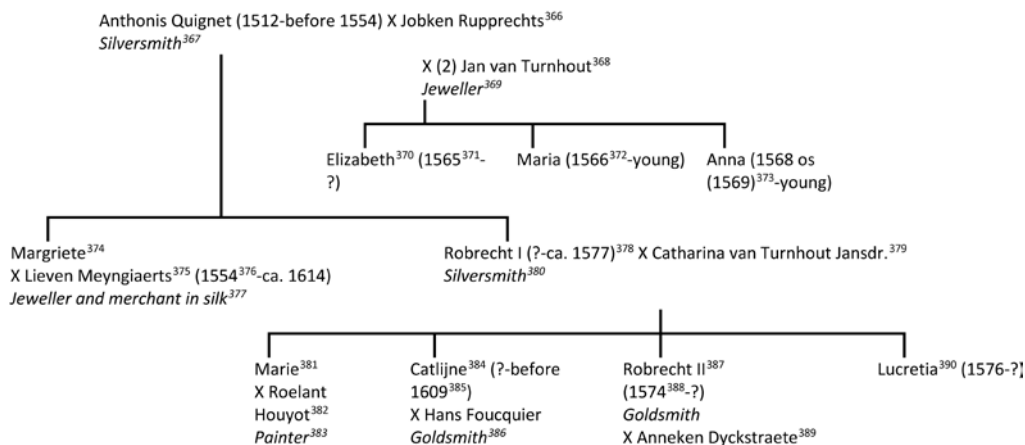 Anthonis Quignet (1512-before 1554) X Jobken Rupprechts³⁶⁶
Silversmith³⁶⁷
X (2) Jan van Turnhout³⁶⁸
Jeweller³⁶⁹
Elizabeth³⁷⁰ (1565³⁷¹-
?)
Maria (1566³⁷²-young)
Anna (1568 os
(1569)³⁷³-young)
Margriete³⁷⁴
X Lieven Meyngiaerts³⁷⁵ (1554³⁷⁶-ca. 1614)
Jeweller and merchant in silk³⁷⁷
Robrecht I (?-ca. 1577)³⁷⁸ X Catharina van Turnhout Jansdr.³⁷⁹
Silversmith³⁸⁰
Marie³⁸¹
X Roelant
Houyot³⁸²
Painter³⁸³
Catlijne³⁸⁴ (?-before
1609³⁸⁵)
X Hans Foucquier
Goldsmith³⁸⁶
Robrecht II³⁸⁷
(1574³⁸⁸-?)
Goldsmith
X Anneken Dyckstraete³⁸⁹
Lucretia³⁹⁰ (1576-?)